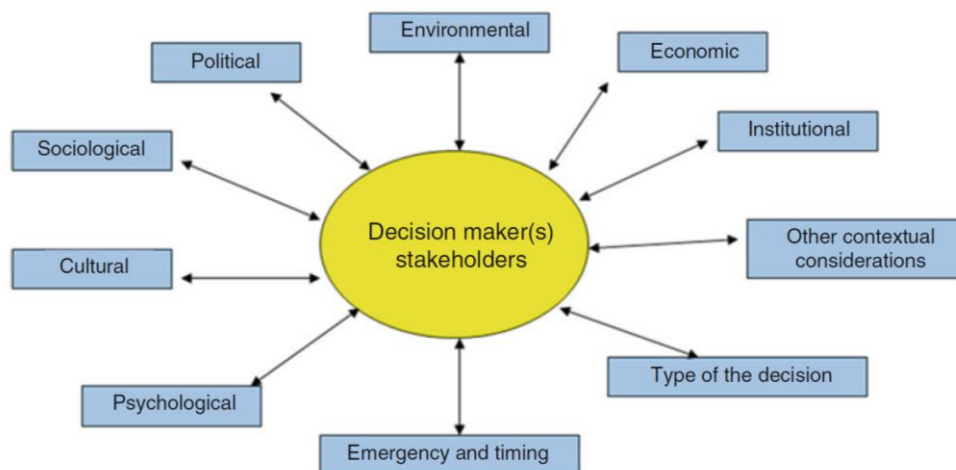 Environmental
Political
Economic
Institutional
Sociological
Decision maker(s)
stakeholders
Other contextual
considerations
Cultural
Type of the decision
Psychological
Emergency and timing